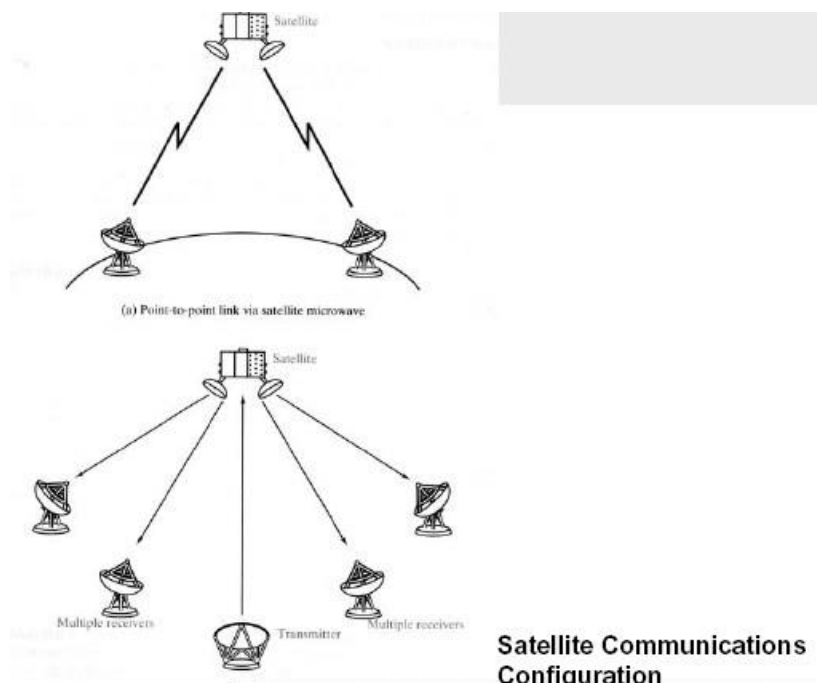 Satellite
(a) Point-to-point link via satellite microwave
Satellite
Multiple receivers
Transmitter
Multiple receivers
Satellite Communications
Configuration